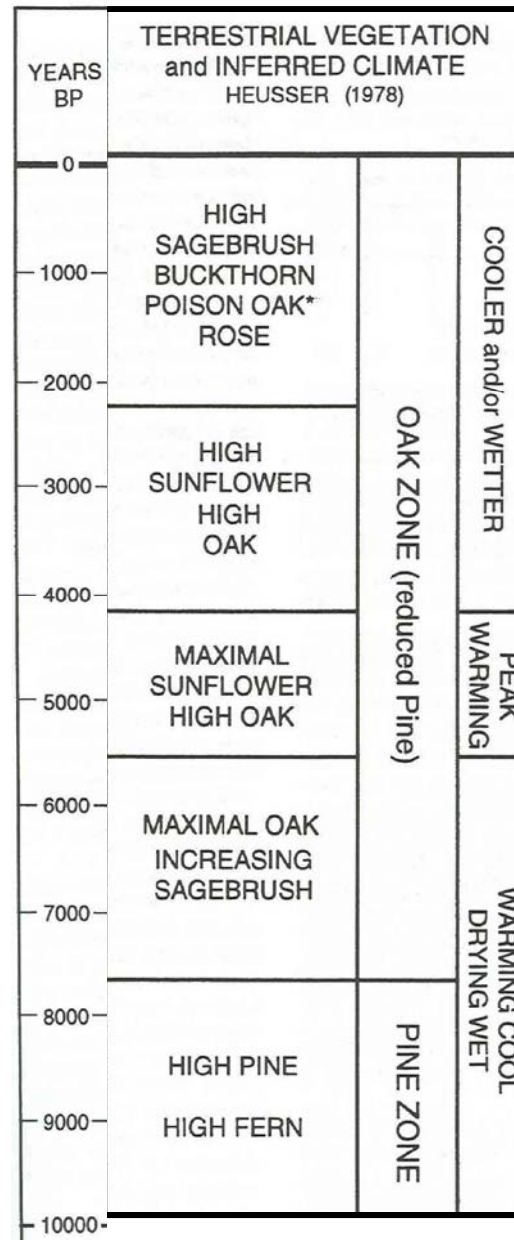 YEARS
BP
TERRESTRIAL VEGETATION
and INFERRED CLIMATE
HEUSSER (1978)
0
1000
2000
3000
4000
5000
6000
7000
8000
9000
10000
HIGH
SAGEBRUSH
BUCKTHORN
POISON OAK*
ROSE
HIGH
SUNFLOWER
HIGH
OAK
MAXIMAL
SUNFLOWER
HIGH OAK
MAXIMAL OAK
INCREASING
SAGEBRUSH
HIGH PINE
HIGH FERN
OAK ZONE (reduced Pine)
PINE ZONE
COOLER and/or WETTER
PEAK
WARMING
WARMING COOL
DRYING WET